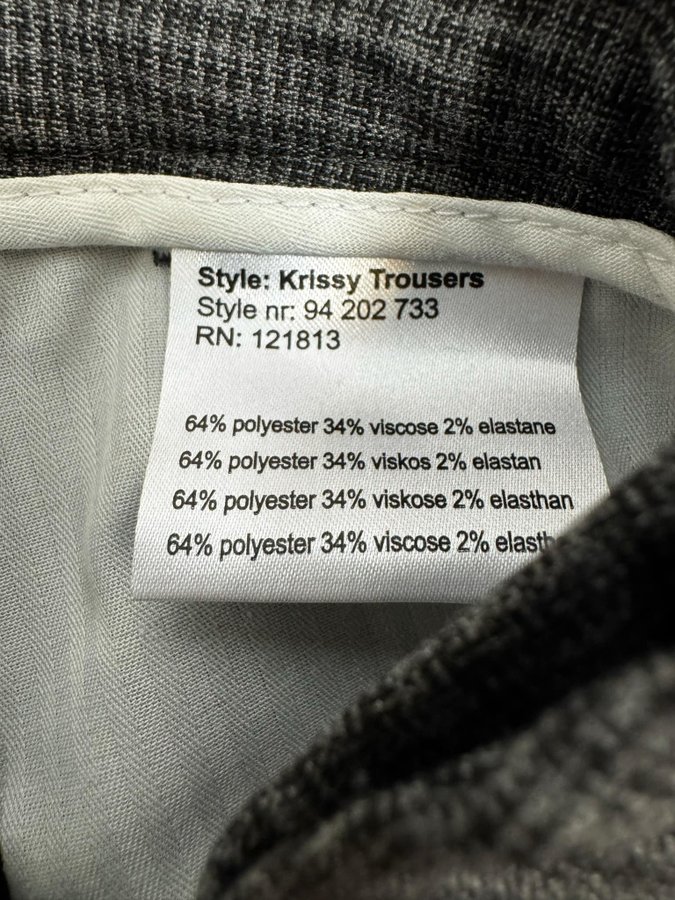 Style: Krissy Trousers
Style nr: 94 202 733
RN: 121813
64% polyester 34% viscose 2% elastane
64% polyester 34% viskos 2% elastan
64% polyester 34% viskose 2% elasthan
64% polyester 34% viscose 2%